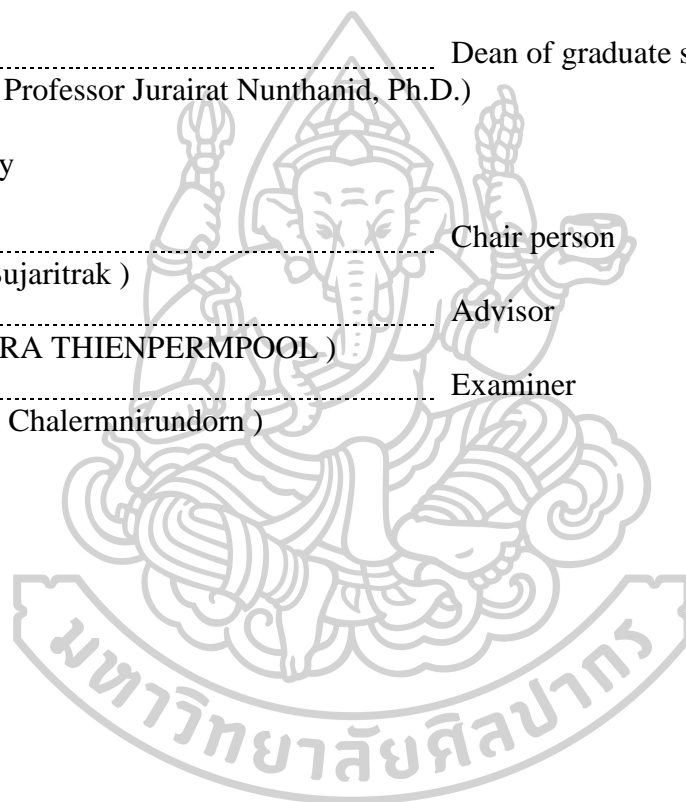 Dean of graduate s
Professor Jurairat Nunthanid, Ph.D.)
y
Chair person
ujaritrak )
Advisor
RA THIENPERMPOOL )
Examiner
Chalermnirundorn )
มหาวิทยาลัยศิลปากร